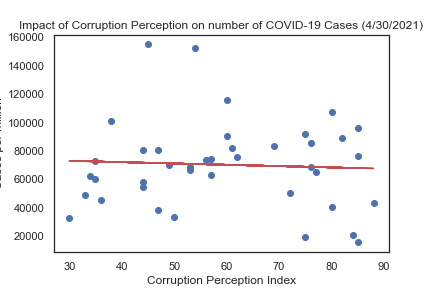 Impact of Corruption Perception on number of COVID-19 Cases (4/30/2021)
160000
140000
120000
100000
80000
60000
40000
20000
30 40 50 60 70 80 90
Corruption Perception Index